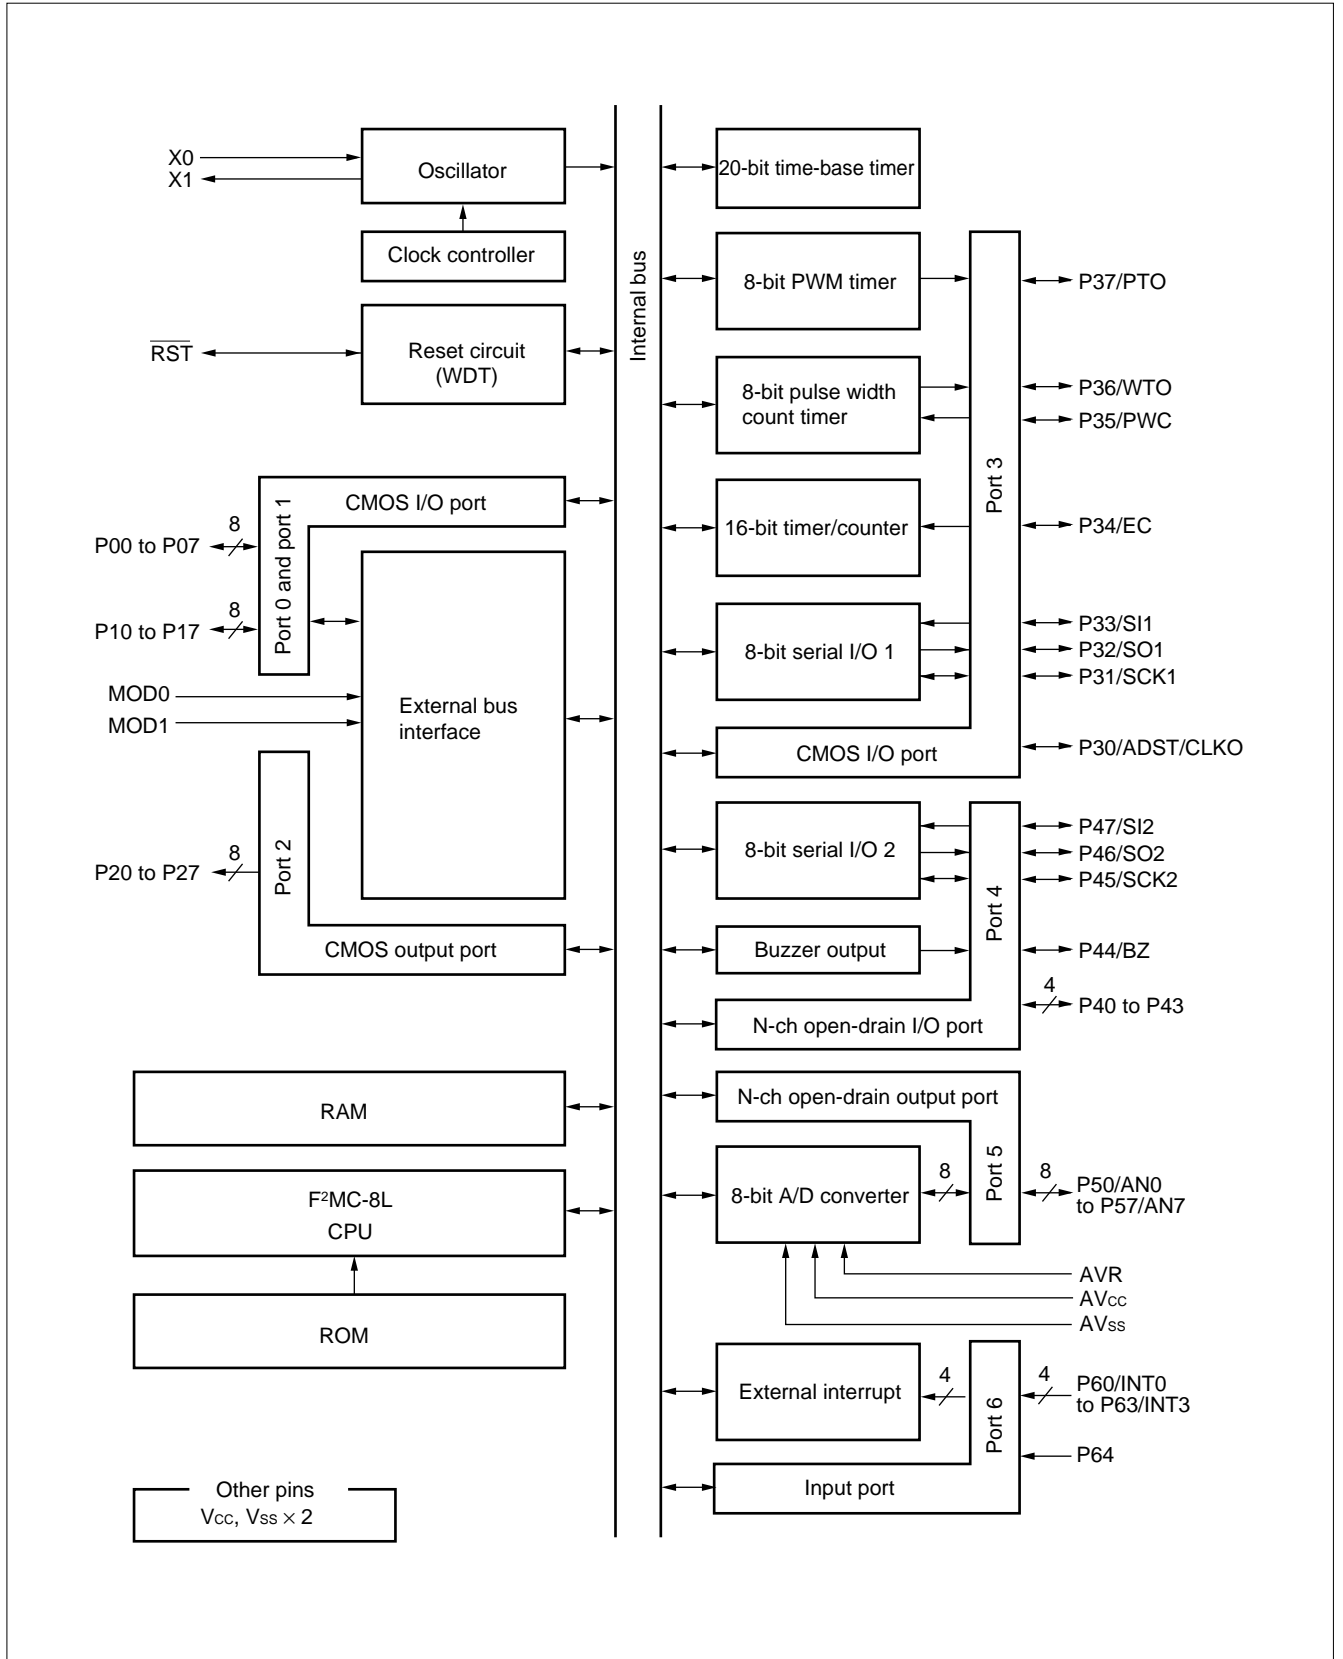 X0
X1
Oscillator
Clock controller
RST
Reset circuit
(WDT)
CMOS I/O port
Port 0 and port 1
8
P00 to P07
8
P10 to P17
MOD0
MOD1
External bus
interface
Port 2
8
P20 to P27
CMOS output port
RAM
F²MC-8L
CPU
ROM
Other pins
Vcc, Vss × 2
Internal bus
20-bit time-base timer
8-bit PWM timer
P37/PTO
8-bit pulse width
count timer
P36/WTO
P35/PWC
Port 3
16-bit timer/counter
P34/EC
8-bit serial I/O 1
P33/SI1
P32/SO1
P31/SCK1
CMOS I/O port
P30/ADST/CLKO
8-bit serial I/O 2
P47/SI2
P46/SO2
P45/SCK2
Port 4
Buzzer output
P44/BZ
4
P40 to P43
N-ch open-drain I/O port
N-ch open-drain output port
Port 5
8-bit A/D converter
8
8
P50/AN0
to P57/AN7
AVR
AVcc
AVss
External interrupt
4
Port 6
4
P60/INT0
to P63/INT3
P64
Input port